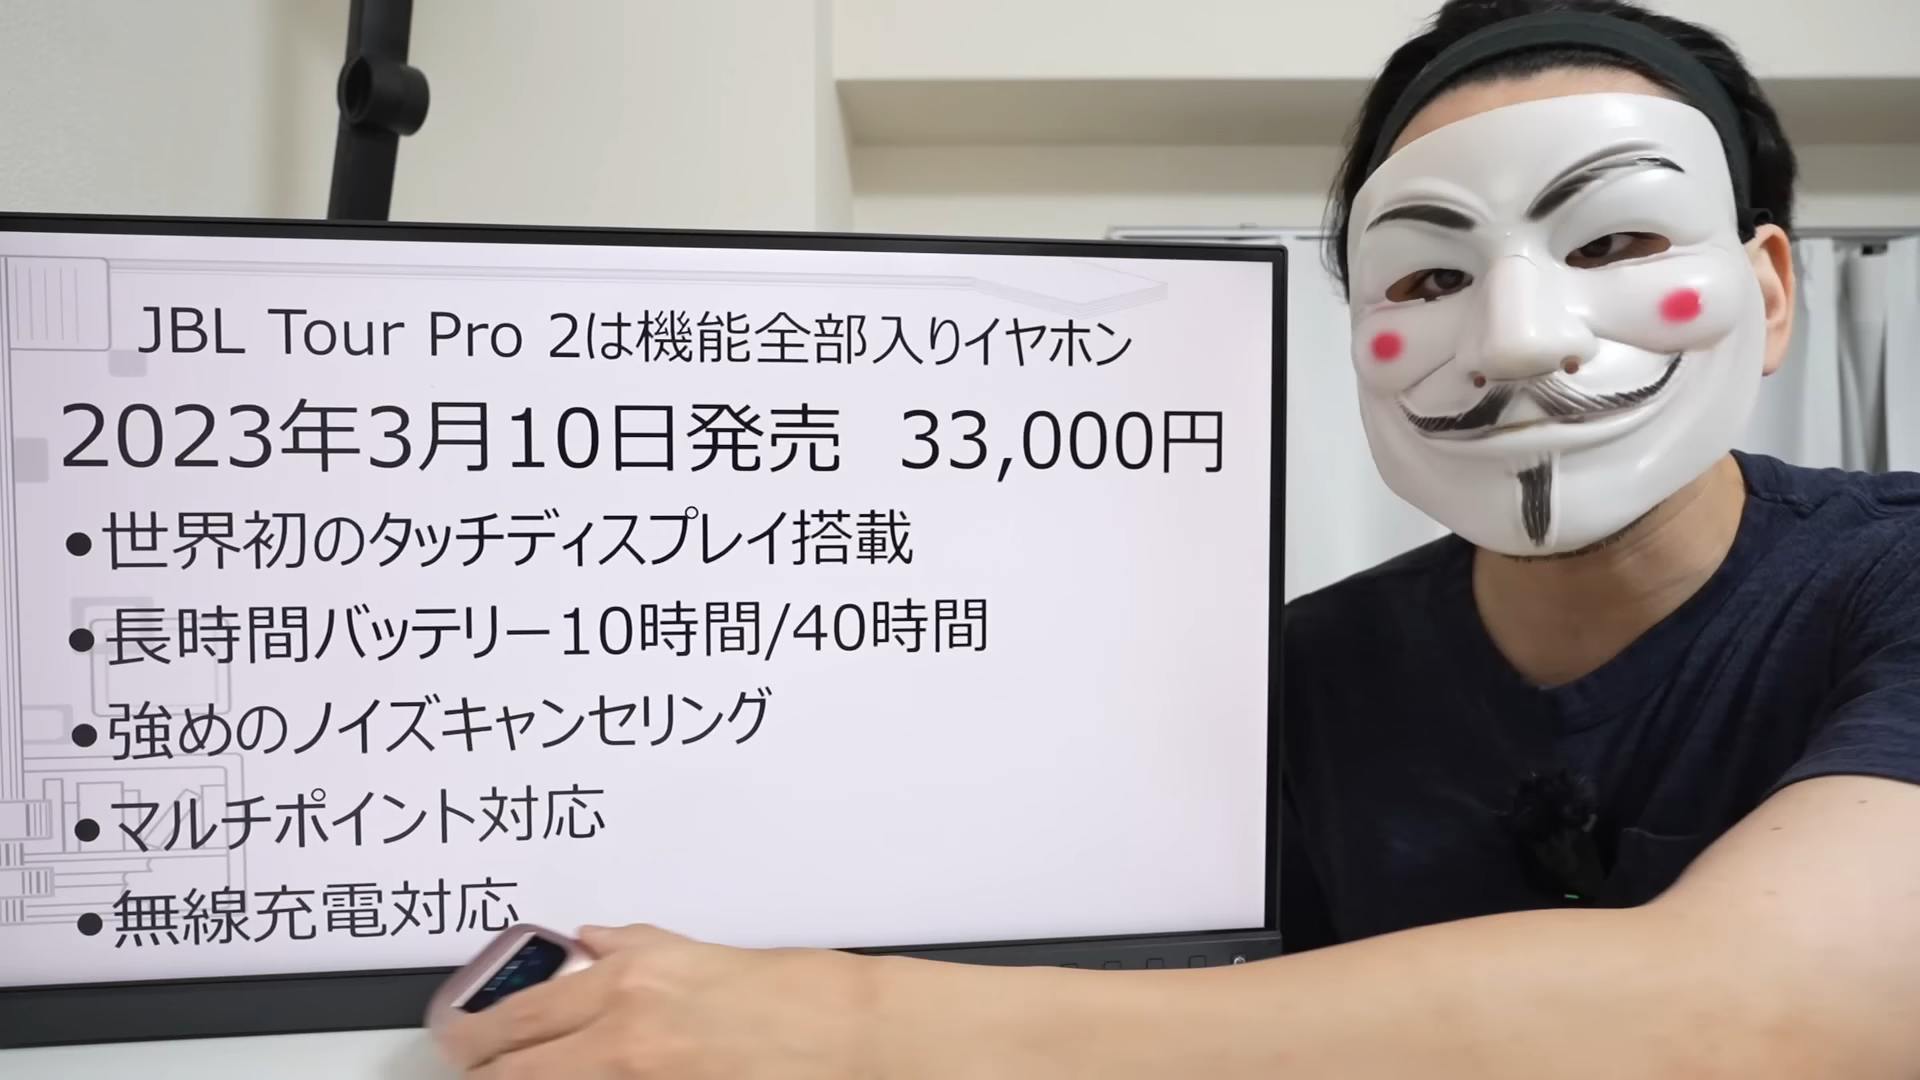 JBL Tour Pro 2は機能全部入りイヤホン
2023年3月10日発売 33,000円
•世界初のタッチディスプレイ搭載
•長時間バッテリー10時間/40時間
•強めのノイズキャンセリング
•マルチポイント対応
•無線充電対応